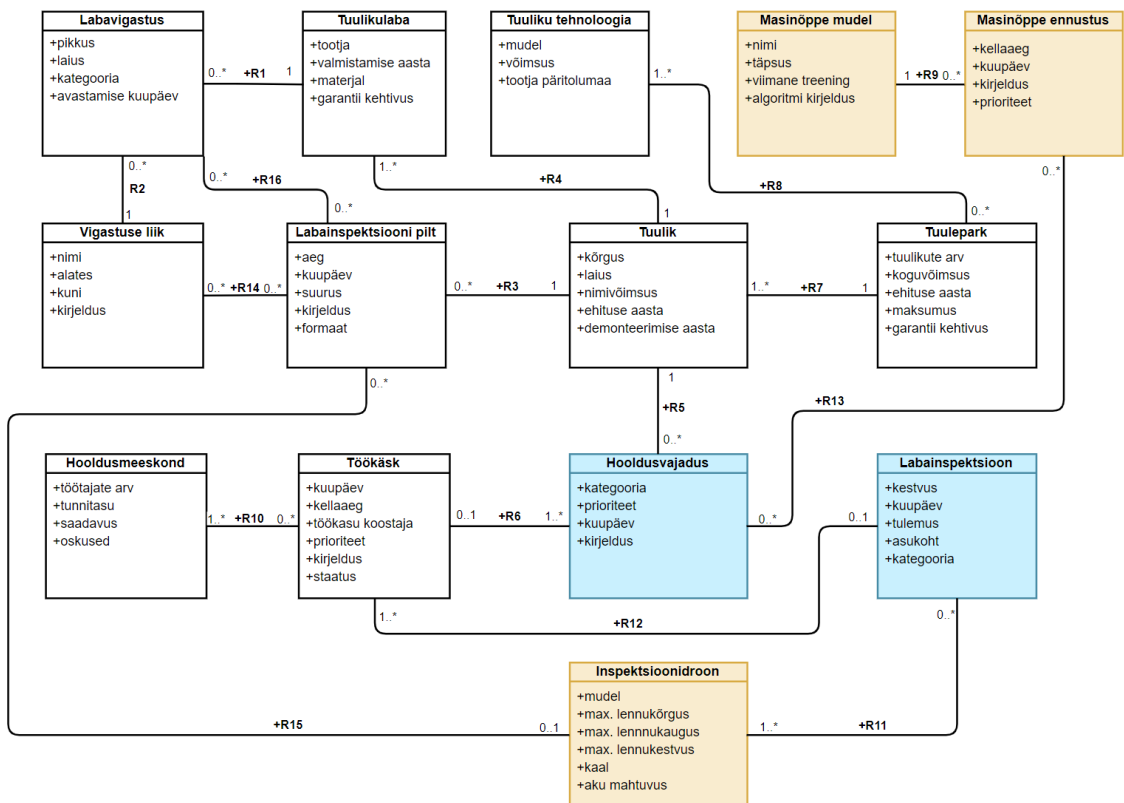 Labavigastus
+pikkus
+laius
+kategooria
+avastamise kuupäev
0..* +R1 1
Tuulikulaba
+tootja
+valmistamise aasta
+materjal
+garantii kehtivus
Tuuliku tehnoloogia
+mudel
+võimsus
+tootja päritolumaa
1..*
Masinõppe mudel
+nimi
+täpsus
+viimane treening
+algoritmi kirjeldus
1 +R9 0..*
Masinõppe ennustus
+kellaaeg
+kuupäev
+kirjeldus
+prioriteet
0..*
R2
1
0..* +R16
0..*
1..*
+R4
1
+R8
0..*
0..*
Vigastuse liik
+nimi
+alates
+kuni
+kirjeldus
0..* +R14 0..*
Labainspektsiooni pilt
+aeg
+kuupäev
+suurus
+kirjeldus
+formaat
0..* +R3 1
Tuulik
+kõrgus
+laius
+nimivõimsus
+ehituse aasta
+demonteerimise aasta
1..* +R7 1
Tuulepark
+tuulikute arv
+koguvõimsus
+ehituse aasta
+maksumus
+garantii kehtivus
0..*
1
+R5
0..*
+R13
Hooldusmeeskond
+töötajate arv
+tunnitasu
+saadavus
+oskused
1..* +R10 0..*
Töökäsk
+kuupäev
+kellaaeg
+töökasu koostaja
+prioriteet
+kirjeldus
+staatus
0..1 +R6 1..*
Hooldusvajadus
+kategooria
+prioriteet
+kuupäev
+kirjeldus
0..*
0..1
Labainspektsioon
+kestvus
+kuupäev
+tulemus
+asukoht
+kategooria
1..*
+R12
0..*
Inspektsioonidroon
+mudel
+max. lennukõrgus
+max. lennnukaugus
+max. lennukestvus
+kaal
+aku mahtuvus
+R15 0..1
1..* +R11